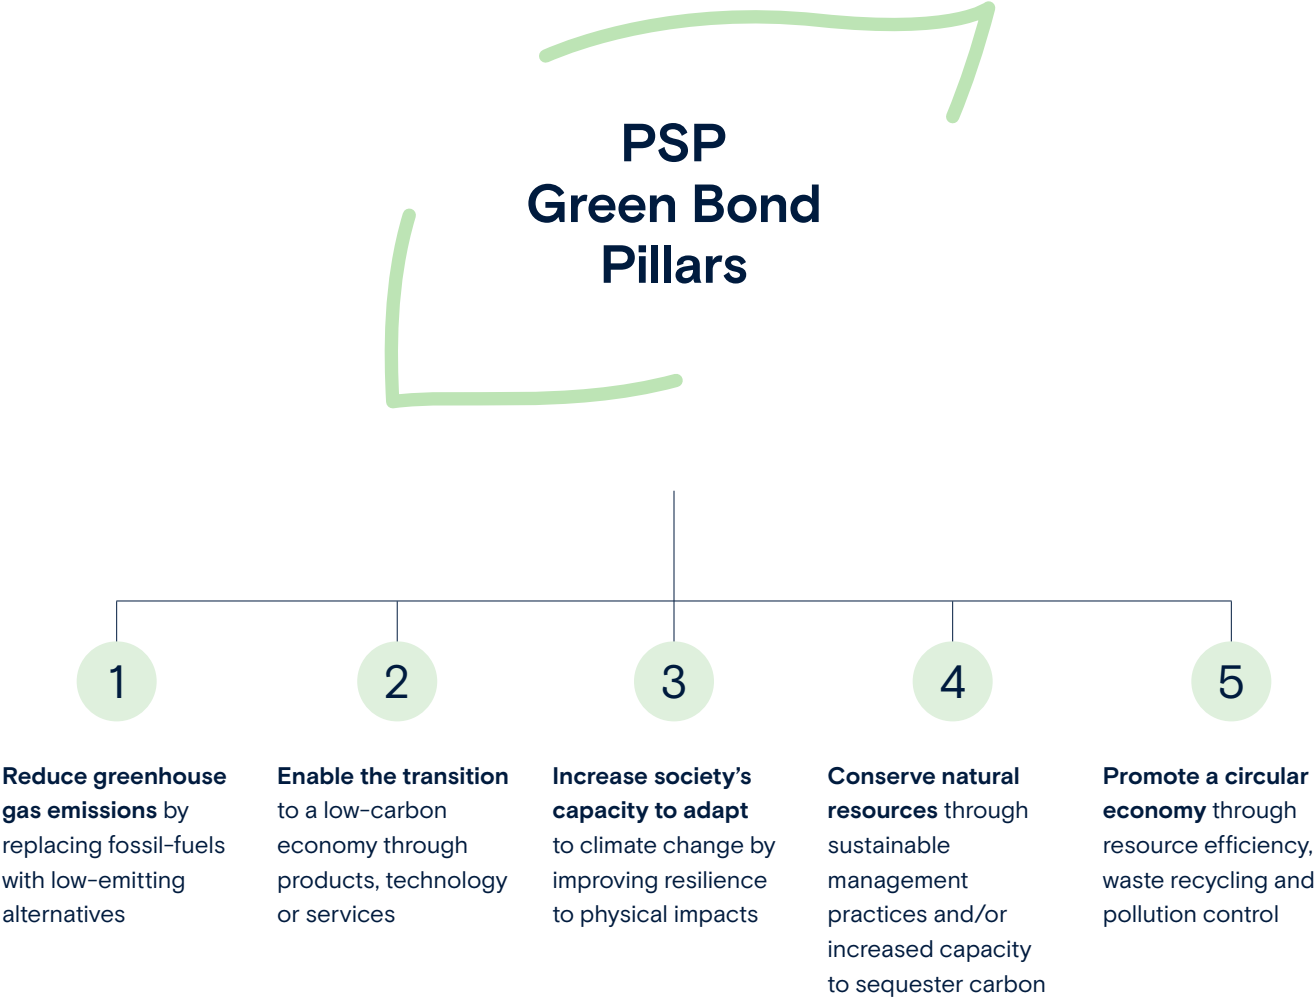 PSP
Green Bond
Pillars
1
Reduce greenhouse
gas emissions by
replacing fossil-fuels
with low-emitting
alternatives
2
Enable the transition
to a low-carbon
economy through
products, technology
or services
3
Increase society’s
capacity to adapt
to climate change by
improving resilience
to physical impacts
4
Conserve natural
resources through
sustainable
management
practices and/or
increased capacity
to sequester carbon
5
Promote a circular
economy through
resource efficiency,
waste recycling and
pollution control